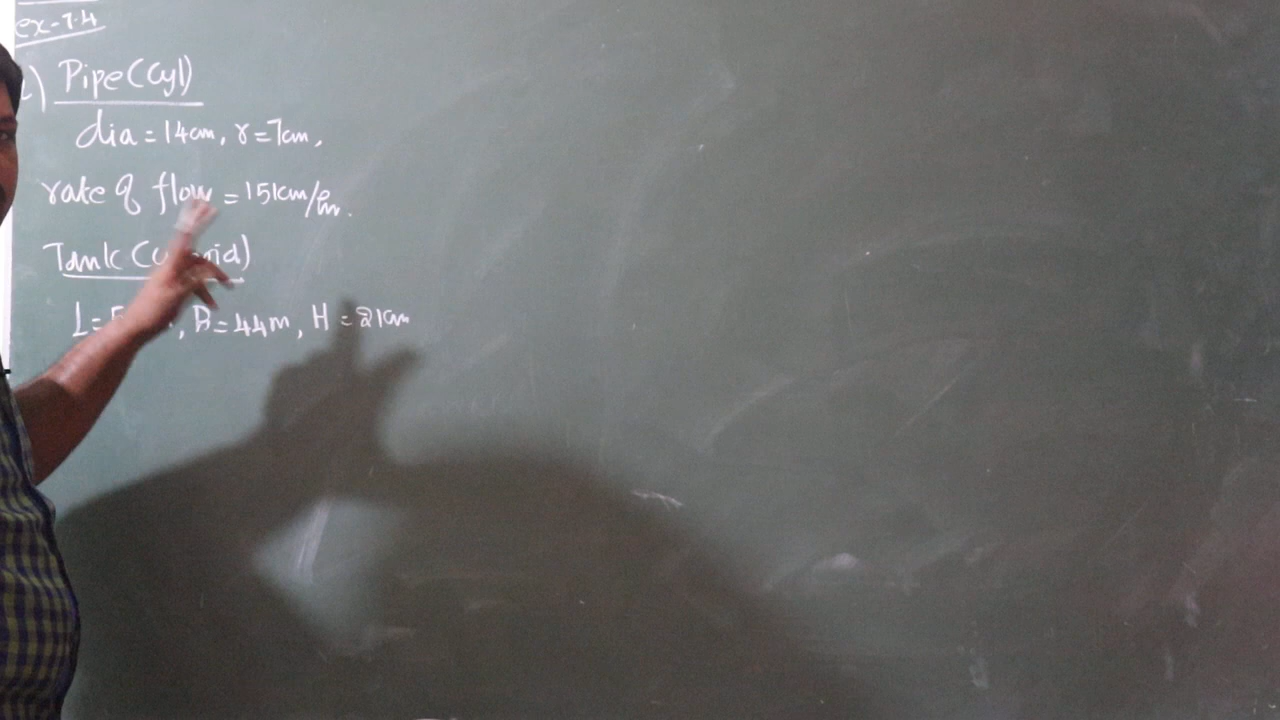 ex-7.4
Pipe (Cyl)
dia = 14cm, r = 7cm,
rate of flow = 15km/hr.
Tank
B = 44m, H = 21cm